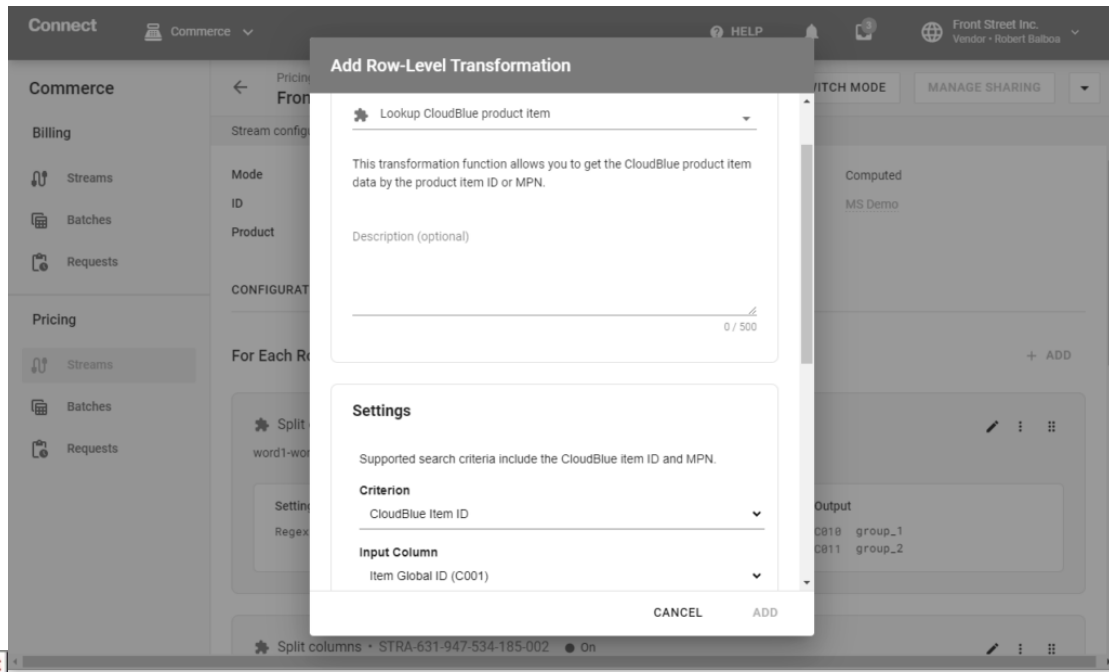 Connect
Commerce
HELP
3
Front Street Inc.
Vendor • Robert Balboa
Commerce
Billing
Streams
Batches
Requests
Pricing
Streams
Batches
Requests
Pricing
Fron
ITCH MODE
MANAGE SHARING
Stream configu
Mode
Computed
ID
MS Demo
Product
CONFIGURAT
For Each Ro
+ ADD
Split
word1-wor
Setting
Regex
Output
C010 group_1
C011 group_2
Split columns • STRA-631-947-534-185-002 ● On
Add Row-Level Transformation
Lookup CloudBlue product item
This transformation function allows you to get the CloudBlue product item
data by the product item ID or MPN.
Description (optional)
0 / 500
Settings
Supported search criteria include the CloudBlue item ID and MPN.
Criterion
CloudBlue Item ID
Input Column
Item Global ID (C001)
CANCEL
ADD